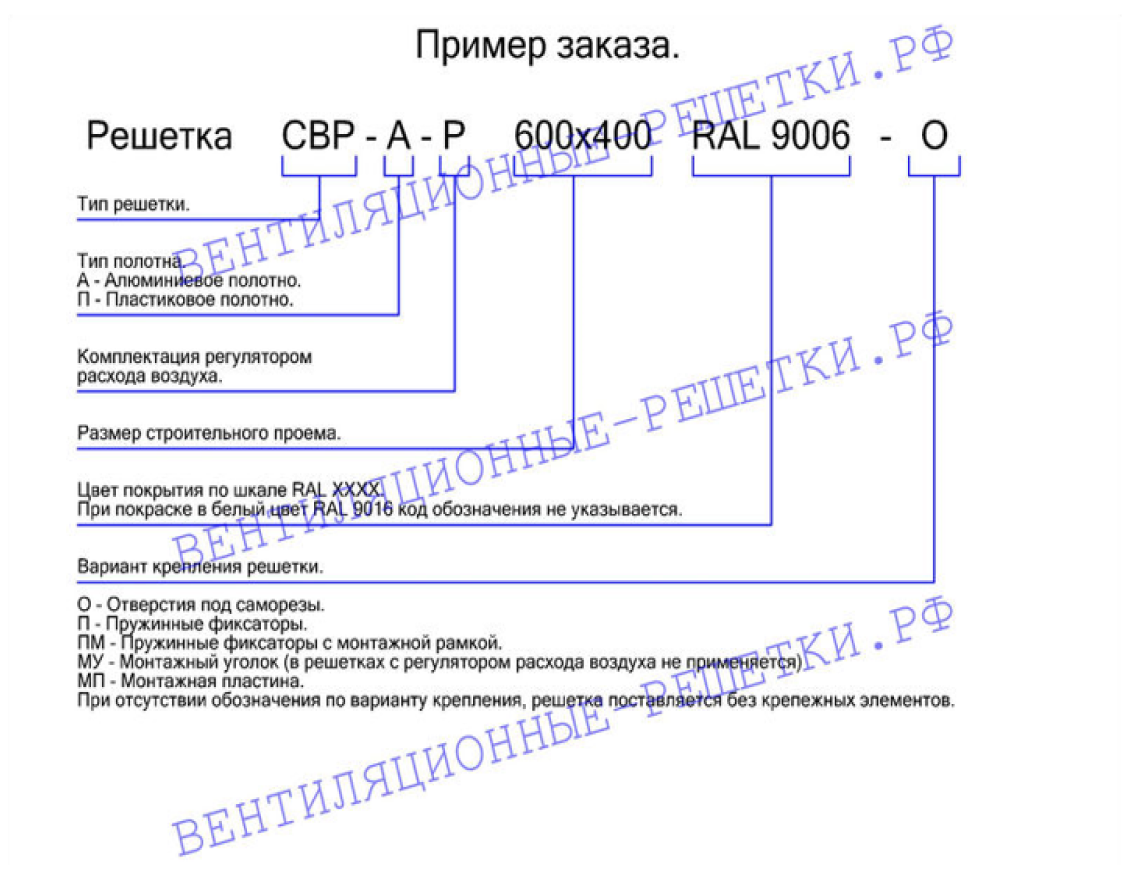 Пример заказа.
Решетка СВР - А - Р 600х400 RAL 9006 - О
Тип решетки.
Тип полотна.
А - Алюминиевое полотно.
П - Пластиковое полотно.
Комплектация регулятором
расхода воздуха.
Размер строительного проема.
Цвет покрытия по шкале RAL XXXX.
При покраске в белый цвет RAL 9016 код обозначения не указывается.
Вариант крепления решетки.
О - Отверстия под саморезы.
П - Пружинные фиксаторы.
ПМ - Пружинные фиксаторы с монтажной рамкой.
МУ - Монтажный уголок (в решетках с регулятором расхода воздуха не применяется)
МП - Монтажная пластина.
При отсутствии обозначения по варианту крепления, решетка поставляется без крепежных элементов.
ВЕНТИЛЯЦИОННЫЕ-РЕШЕТКИ.РФ
ВЕНТИЛЯЦИОННЫЕ-РЕШЕТКИ.РФ
ВЕНТИЛЯЦИОННЫЕ-РЕШЕТКИ.РФ